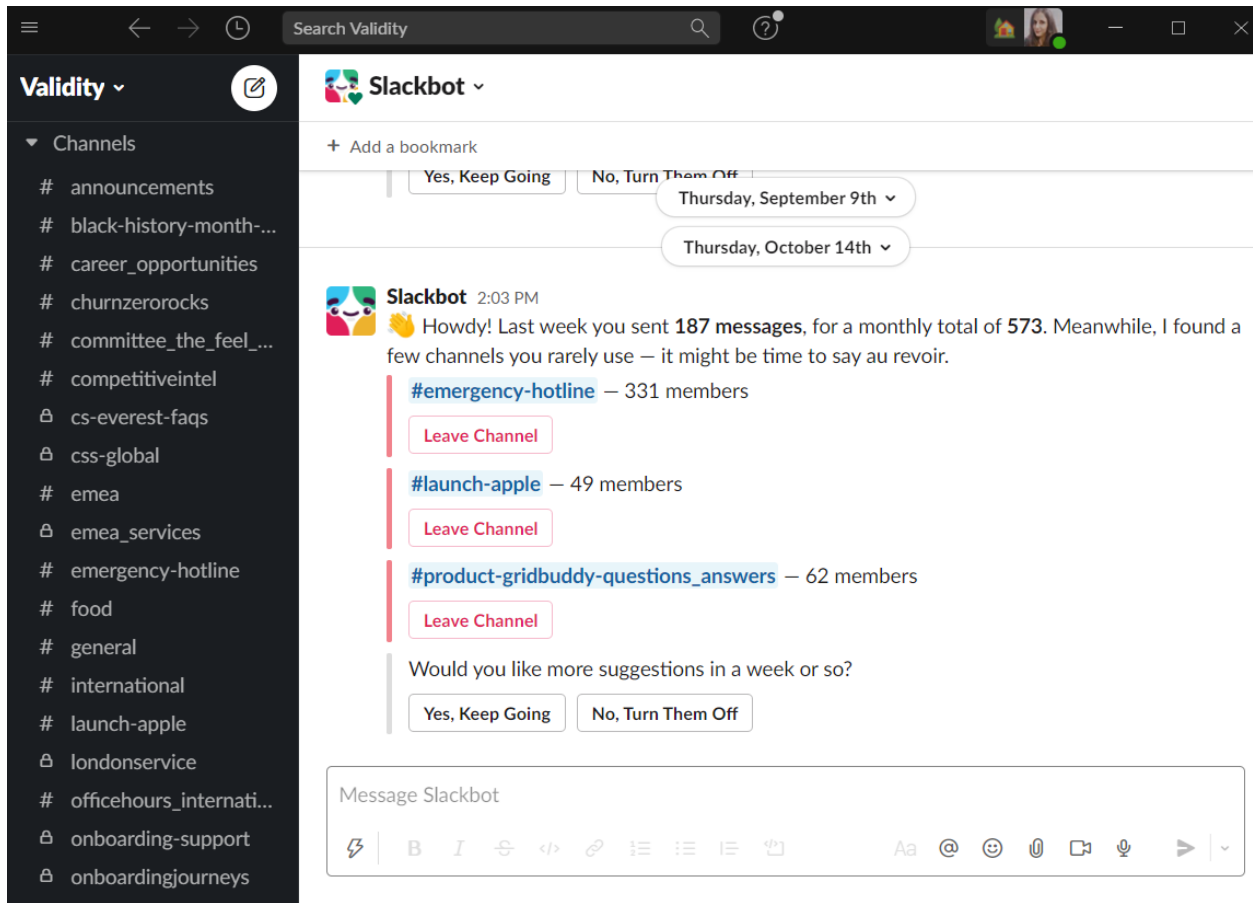 Search Validity
Validity
Channels
# announcements
# black-history-month-...
# career_opportunities
# churnzerorocks
# committee_the_feel_...
# competitiveintel
cs-everest-faqs
css-global
# emea
emea_services
# emergency-hotline
# food
# general
# international
# launch-apple
londonservice
# officehours_internati...
onboarding-support
onboardingjourneys
Slackbot
+ Add a bookmark
Yes, Keep Going No, Turn Them Off
Thursday, September 9th
Thursday, October 14th
Slackbot 2:03 PM
Howdy! Last week you sent 187 messages, for a monthly total of 573. Meanwhile, I found a
few channels you rarely use — it might be time to say au revoir.
#emergency-hotline — 331 members
Leave Channel
#launch-apple — 49 members
Leave Channel
#product-gridbuddy-questions_answers — 62 members
Leave Channel
Would you like more suggestions in a week or so?
Yes, Keep Going No, Turn Them Off
Message Slackbot
B I S </> Aa @